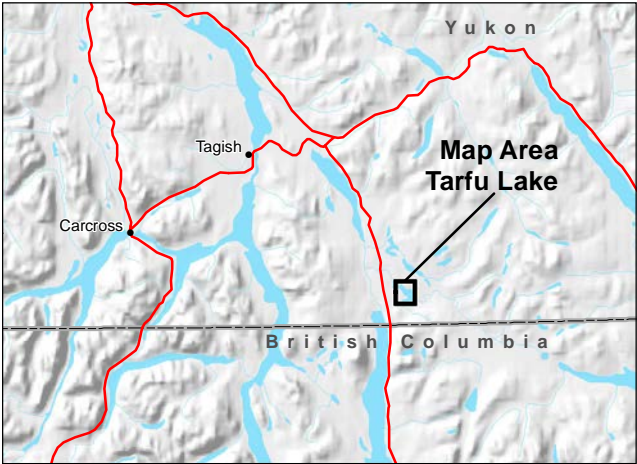 Yukon
Tagish
Map Area
Tarfu Lake
Carcross
British Columbia